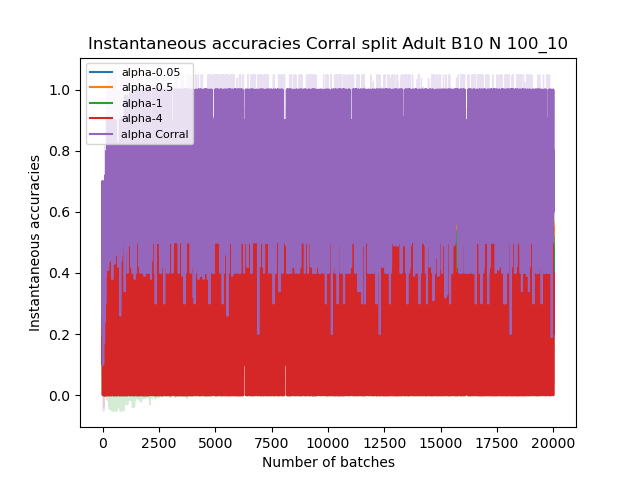 Instantaneous accuracies Corral split Adult B10 N 100_10
alpha-0.05
alpha-0.5
alpha-1
alpha-4
alpha Corral
1.0
0.8
0.6
0.4
0.2
0.0
Instantaneous accuracies
0 2500 5000 7500 10000 12500 15000 17500 20000
Number of batches